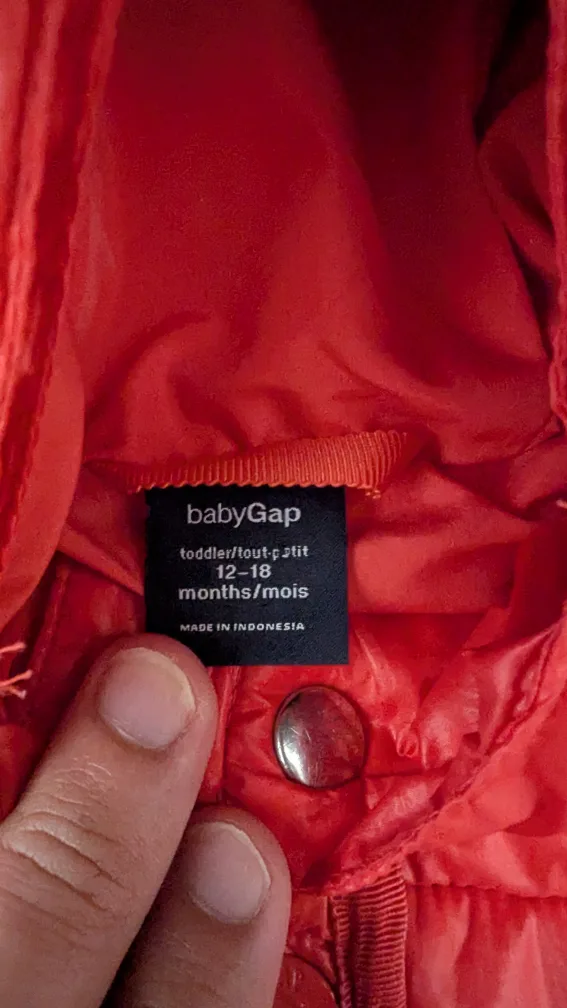 babyGap
toddler/tout-petit
12–18
months/mois
MADE IN INDONESIA